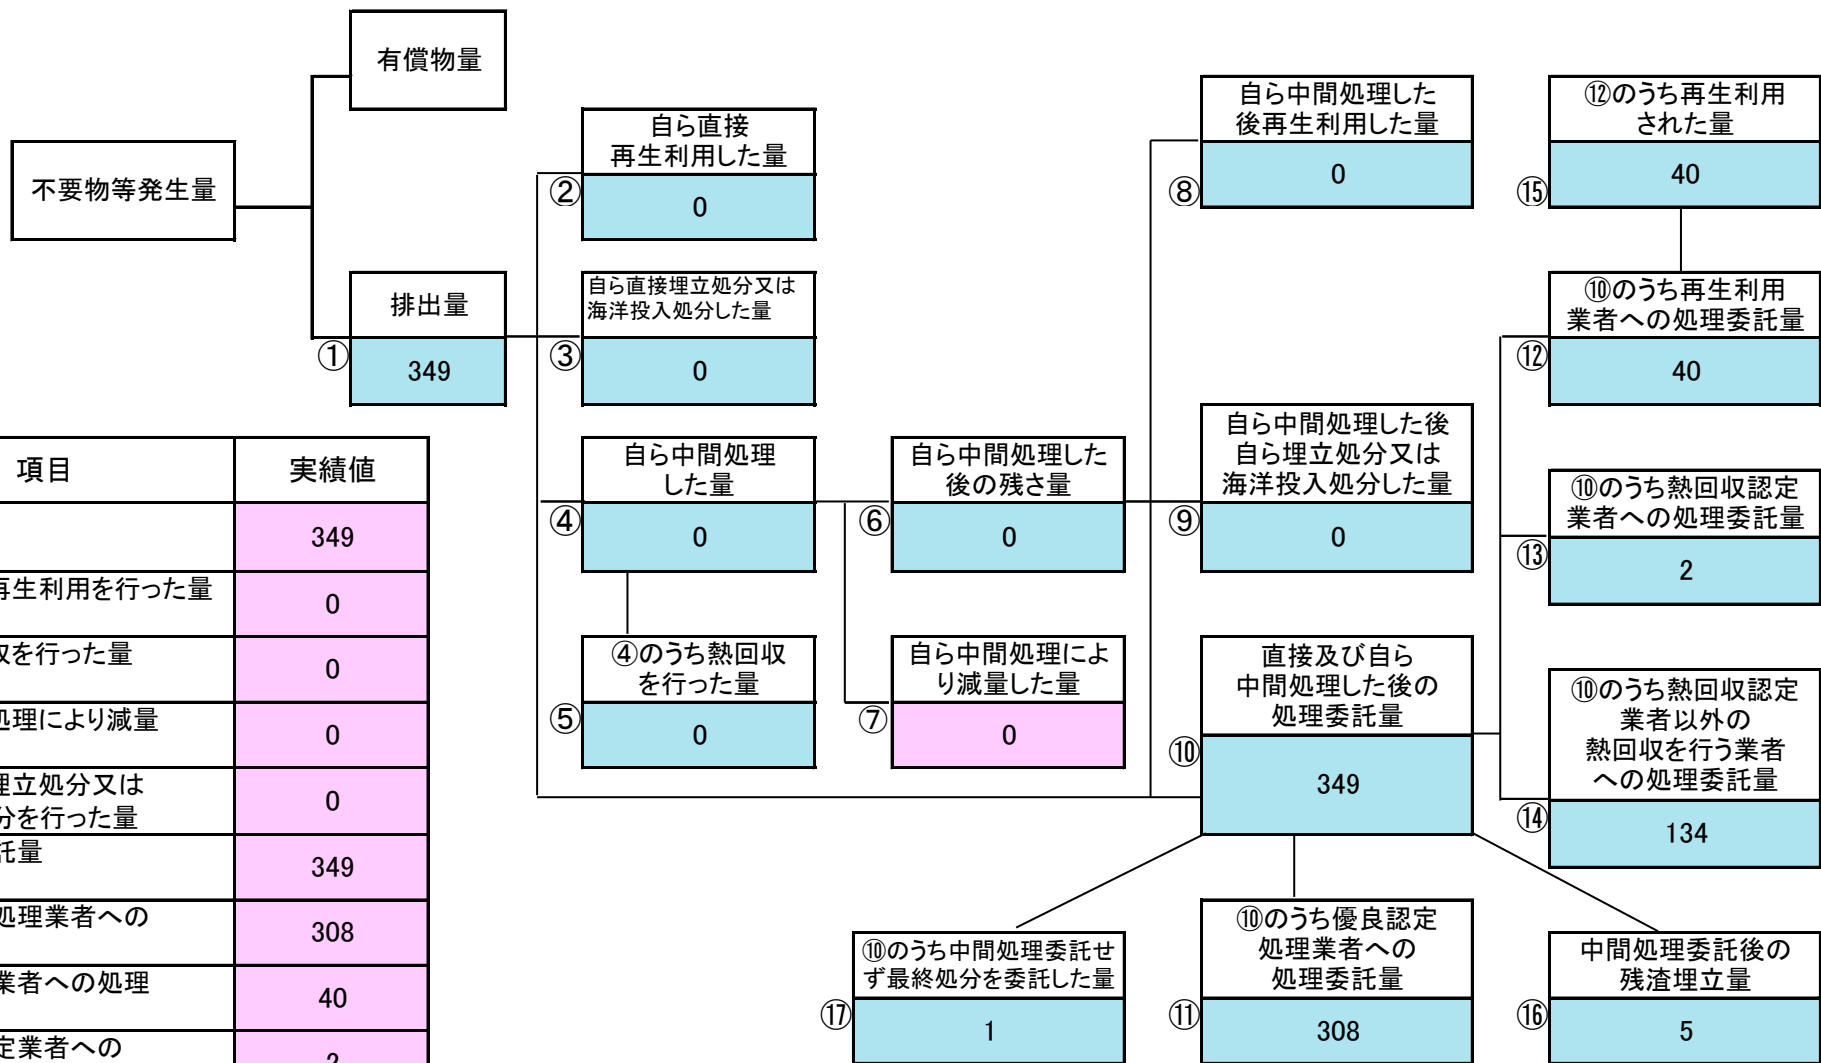 有償物量
不要物等発生量
排出量
①
349
自ら直接
再生利用した量
②
0
自ら直接埋立処分又は
海洋投入処分した量
③
0
自ら中間処理
した量
④
0
④のうち熱回収
を行った量
⑤
0
自ら中間処理した
後の残さ量
⑥
0
自ら中間処理によ
り減量した量
⑦
0
自ら中間処理した
後再生利用した量
⑧
0
自ら中間処理した後
自ら埋立処分又は
海洋投入処分した量
⑨
0
直接及び自ら
中間処理した後の
処理委託量
⑩
349
⑫のうち再生利用
された量
⑮
40
⑩のうち再生利用
業者への処理委託量
⑫
40
⑩のうち熱回収認定
業者への処理委託量
⑬
2
⑩のうち熱回収認定
業者以外の
熱回収を行う業者
への処理委託量
⑭
134
⑩のうち中間処理委託せ
ず最終処分を委託した量
⑰
1
⑩のうち優良認定
処理業者への
処理委託量
⑪
308
中間処理委託後の
残渣埋立量
⑯
5
項目 実績値
349
再生利用を行った量 0
を行った量 0
処理により減量 0
埋立処分又は
分を行った量 0
託量 349
処理業者への 308
業者への処理 40
定業者への 2